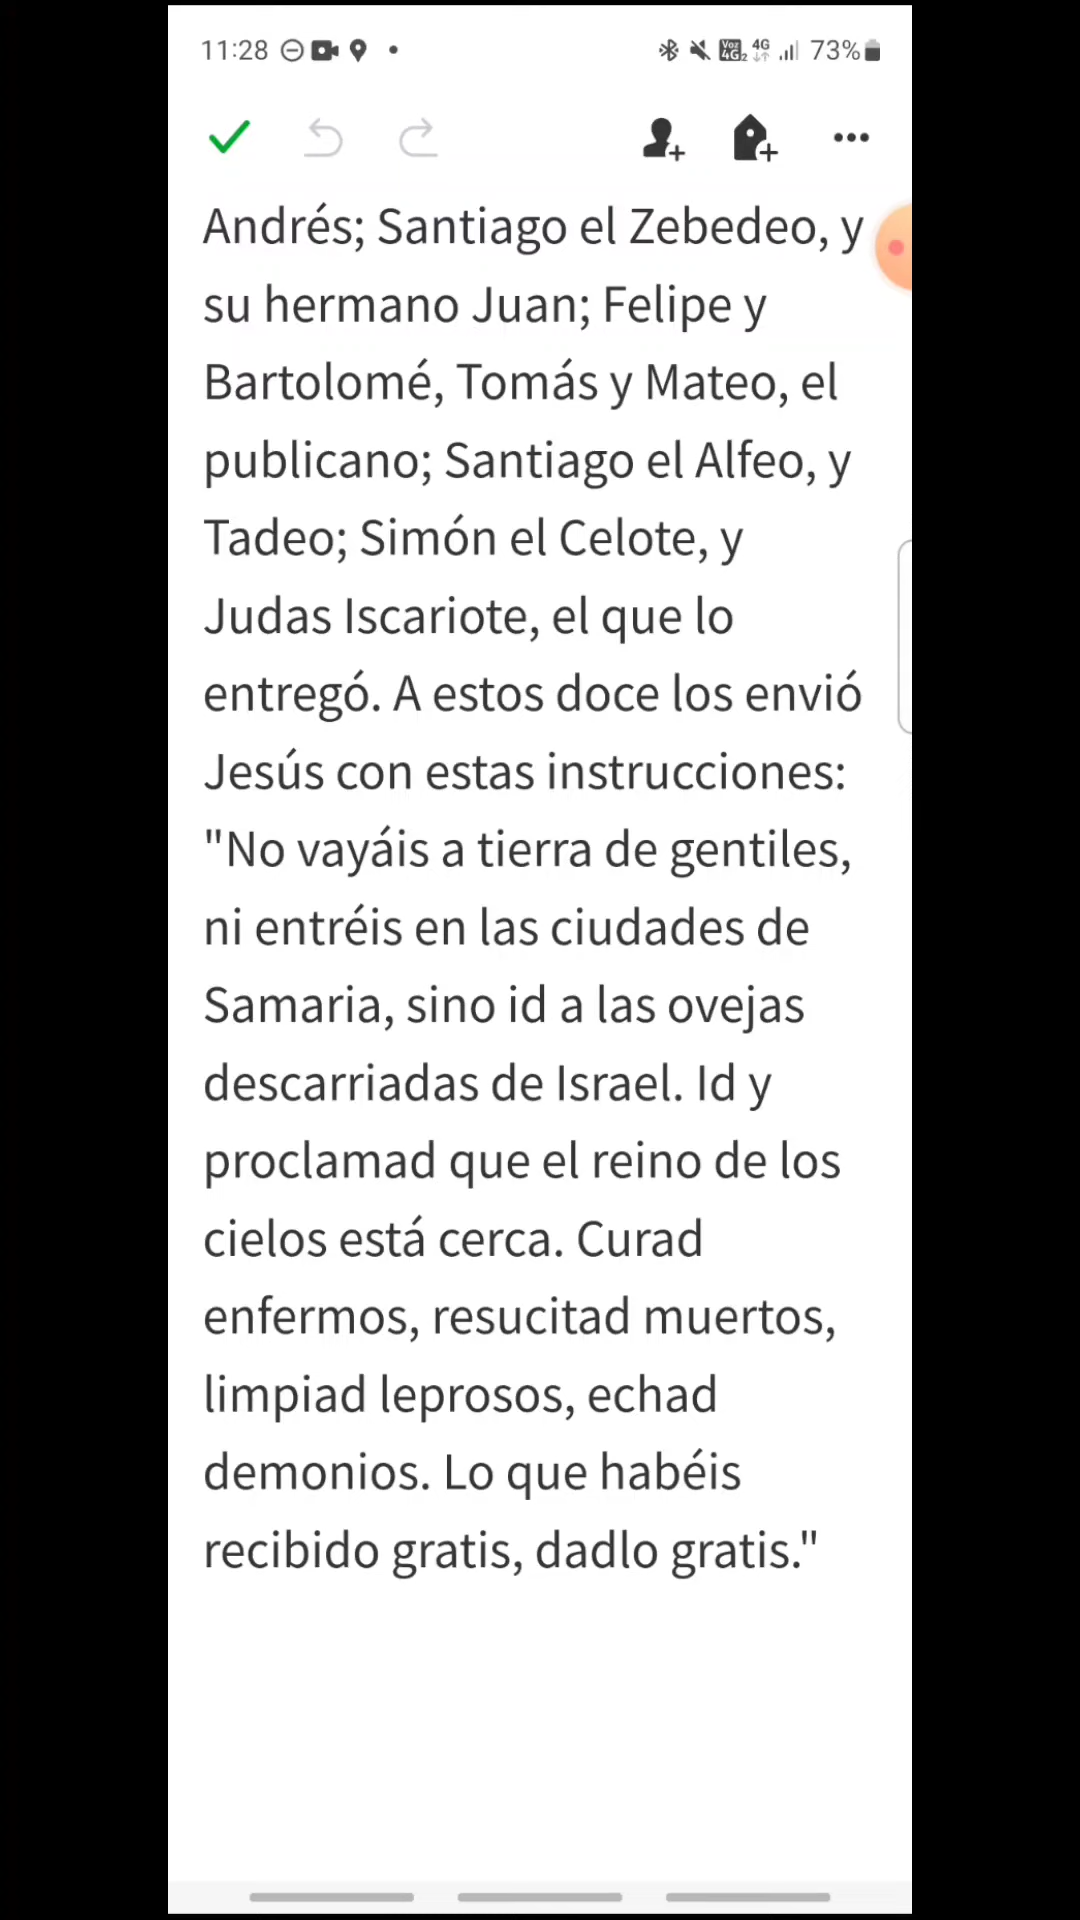 11:28 73%
Voz 4G 2 4G
Andrés; Santiago el Zebedeo, y
su hermano Juan; Felipe y
Bartolomé, Tomás y Mateo, el
publicano; Santiago el Alfeo, y
Tadeo; Simón el Celote, y
Judas Iscariote, el que lo
entregó. A estos doce los envió
Jesús con estas instrucciones:
"No vayáis a tierra de gentiles,
ni entréis en las ciudades de
Samaria, sino id a las ovejas
descarriadas de Israel. Id y
proclamad que el reino de los
cielos está cerca. Curad
enfermos, resucitad muertos,
limpiad leprosos, echad
demonios. Lo que habéis
recibido gratis, dadlo gratis."